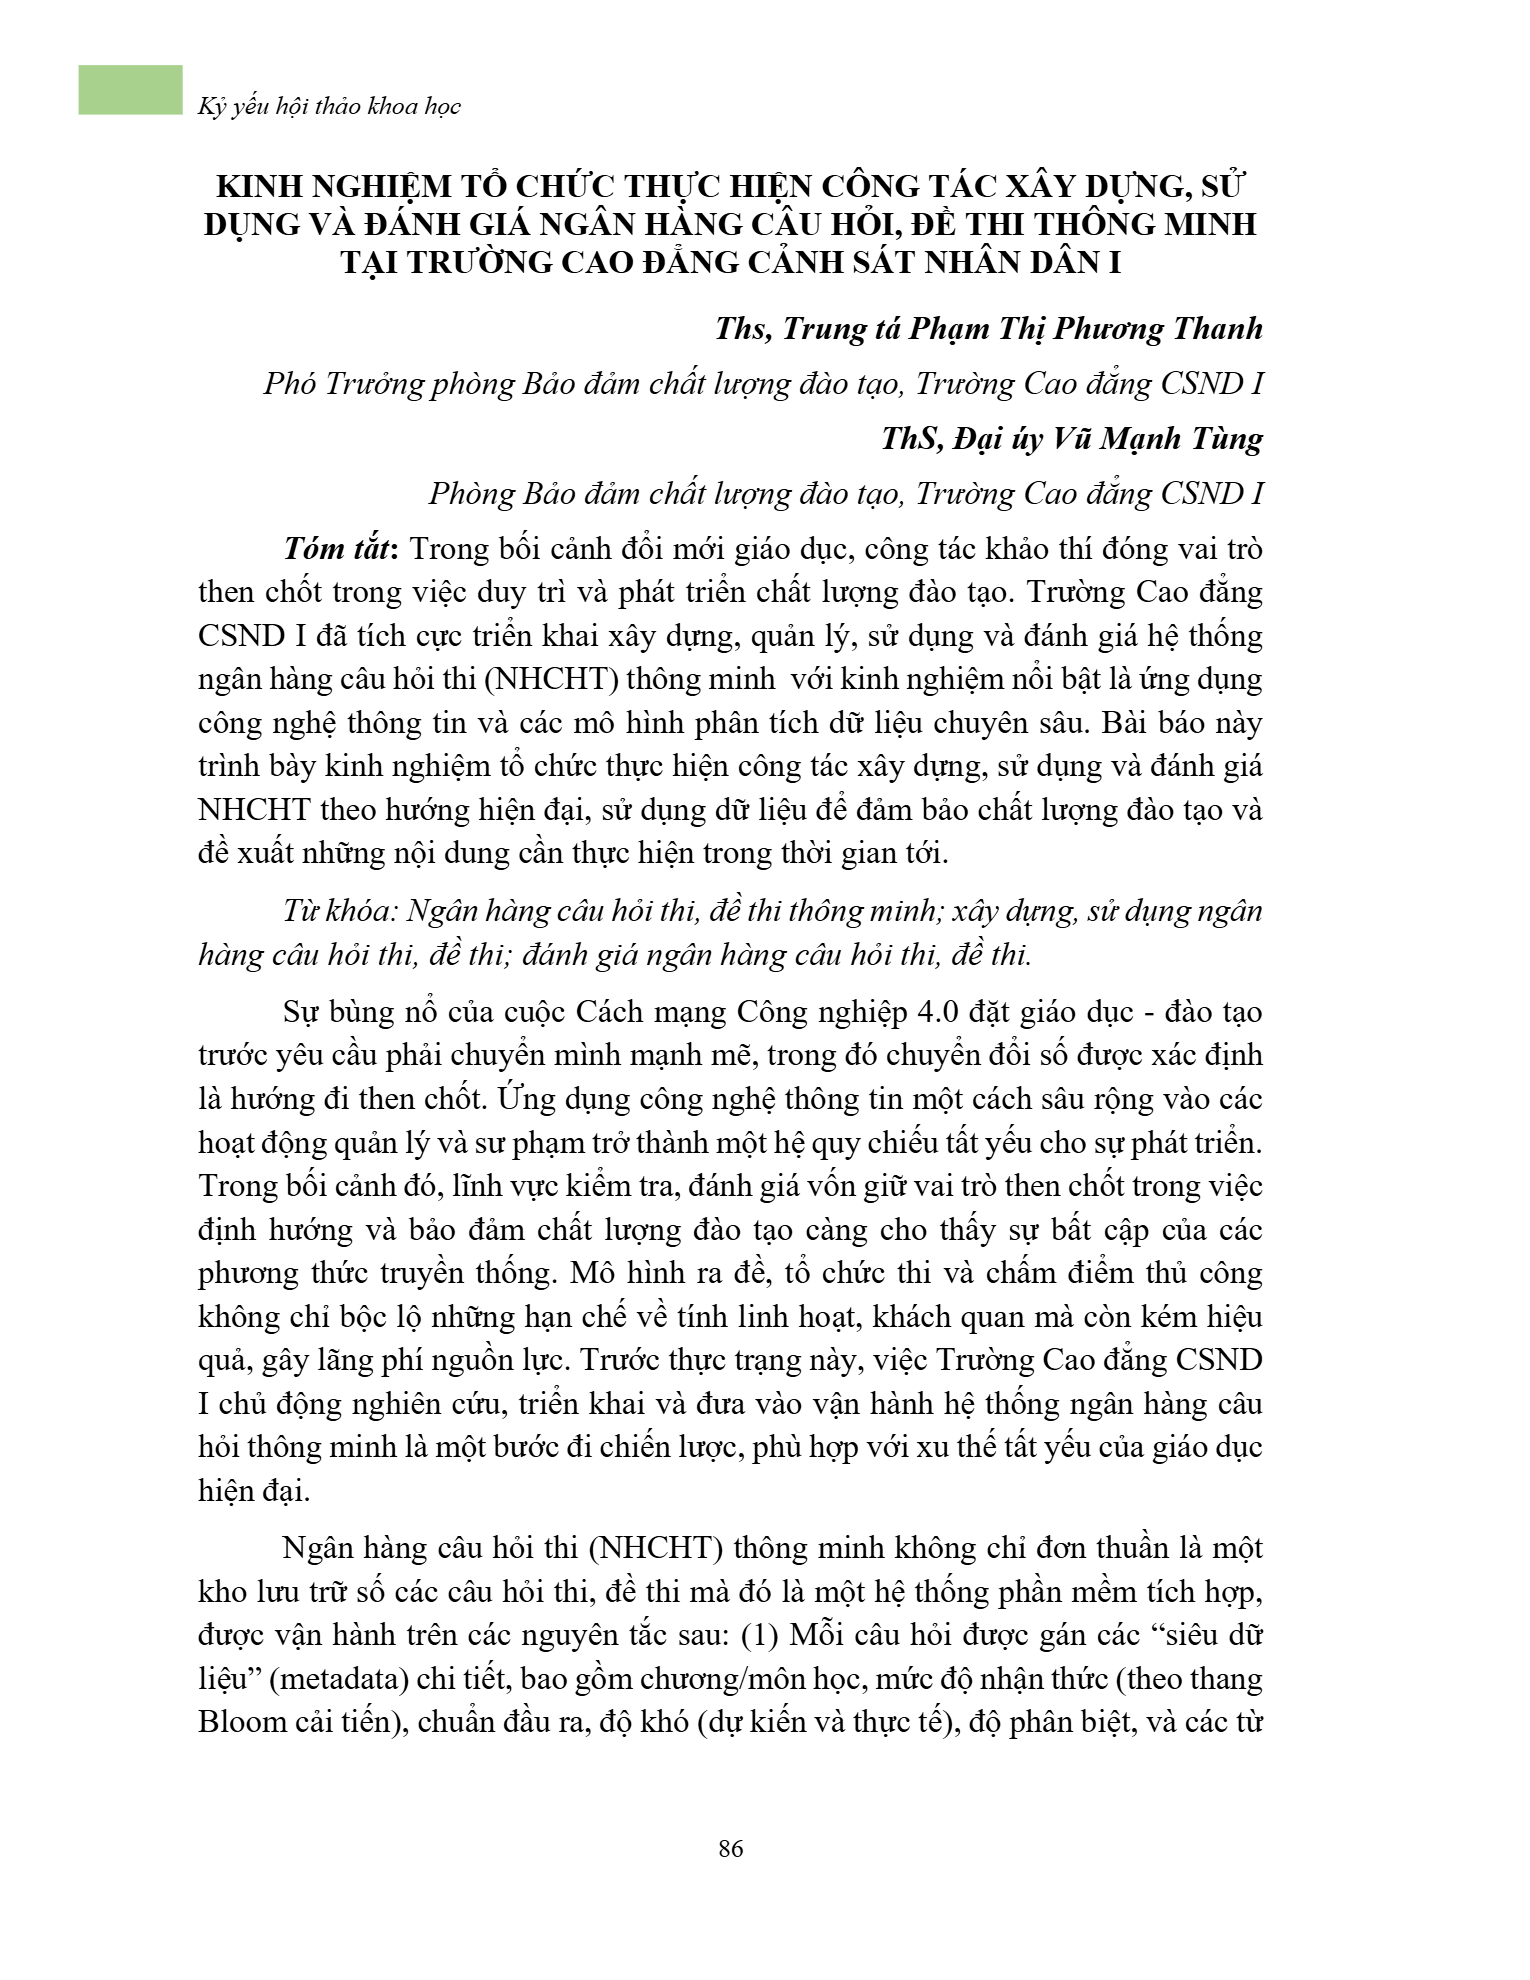 Kỷ yếu hội thảo khoa học
KINH NGHIỆM TỔ CHỨC THỰC HIỆN CÔNG TÁC XÂY DỰNG, SỬ
DỤNG VÀ ĐÁNH GIÁ NGÂN HÀNG CÂU HỎI, ĐỀ THI THÔNG MINH
TẠI TRƯỜNG CAO ĐẲNG CẢNH SÁT NHÂN DÂN I
Ths, Trung tá Phạm Thị Phương Thanh
Phó Trưởng phòng Bảo đảm chất lượng đào tạo, Trường Cao đẳng CSND I
ThS, Đại úy Vũ Mạnh Tùng
Phòng Bảo đảm chất lượng đào tạo, Trường Cao đẳng CSND I
Tóm tắt: Trong bối cảnh đổi mới giáo dục, công tác khảo thí đóng vai trò
then chốt trong việc duy trì và phát triển chất lượng đào tạo. Trường Cao đẳng
CSND I đã tích cực triển khai xây dựng, quản lý, sử dụng và đánh giá hệ thống
ngân hàng câu hỏi thi (NHCHT) thông minh  với kinh nghiệm nổi bật là ứng dụng
công nghệ thông tin và các mô hình phân tích dữ liệu chuyên sâu. Bài báo này
trình bày kinh nghiệm tổ chức thực hiện công tác xây dựng, sử dụng và đánh giá
NHCHT theo hướng hiện đại, sử dụng dữ liệu để đảm bảo chất lượng đào tạo và
đề xuất những nội dung cần thực hiện trong thời gian tới.
Từ khóa: Ngân hàng câu hỏi thi, đề thi thông minh; xây dựng, sử dụng ngân
hàng câu hỏi thi, đề thi; đánh giá ngân hàng câu hỏi thi, đề thi.
Sự bùng nổ của cuộc Cách mạng Công nghiệp 4.0 đặt giáo dục - đào tạo
trước yêu cầu phải chuyển mình mạnh mẽ, trong đó chuyển đổi số được xác định
là hướng đi then chốt. Ứng dụng công nghệ thông tin một cách sâu rộng vào các
hoạt động quản lý và sư phạm trở thành một hệ quy chiếu tất yếu cho sự phát triển.
Trong bối cảnh đó, lĩnh vực kiểm tra, đánh giá vốn giữ vai trò then chốt trong việc
định hướng và bảo đảm chất lượng đào tạo càng cho thấy sự bất cập của các
phương thức truyền thống. Mô hình ra đề, tổ chức thi và chấm điểm thủ công
không chỉ bộc lộ những hạn chế về tính linh hoạt, khách quan mà còn kém hiệu
quả, gây lãng phí nguồn lực. Trước thực trạng này, việc Trường Cao đẳng CSND
I chủ động nghiên cứu, triển khai và đưa vào vận hành hệ thống ngân hàng câu
hỏi thông minh là một bước đi chiến lược, phù hợp với xu thế tất yếu của giáo dục
hiện đại.
Ngân hàng câu hỏi thi (NHCHT) thông minh không chỉ đơn thuần là một
kho lưu trữ số các câu hỏi thi, đề thi mà đó là một hệ thống phần mềm tích hợp,
được vận hành trên các nguyên tắc sau: (1) Mỗi câu hỏi được gán các “siêu dữ
liệu” (metadata) chi tiết, bao gồm chương/môn học, mức độ nhận thức (theo thang
Bloom cải tiến), chuẩn đầu ra, độ khó (dự kiến và thực tế), độ phân biệt, và các từ
86